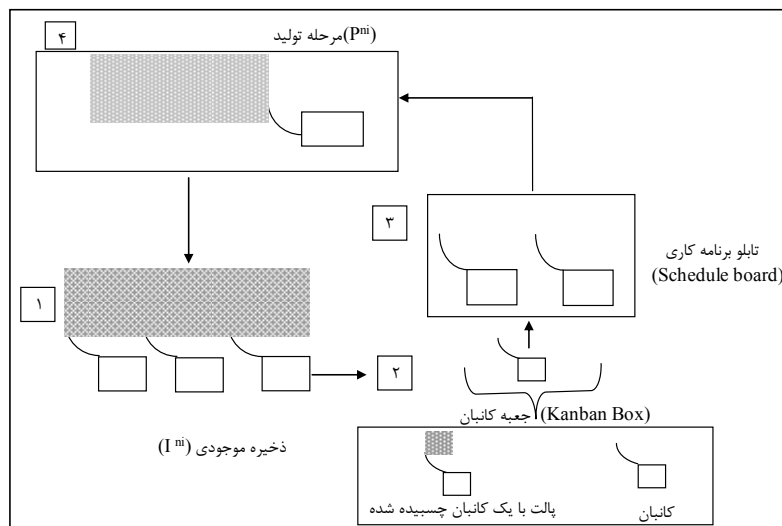 ۴
مرحله تولید(Pⁿⁱ)
۳
تابلو برنامه کاری
(Schedule board)
۱
۲
جعبه کانبان (Kanban Box)
ذخیره موجودی (I ⁿⁱ)
پالت با یک کانبان چسبیده شده
کانبان